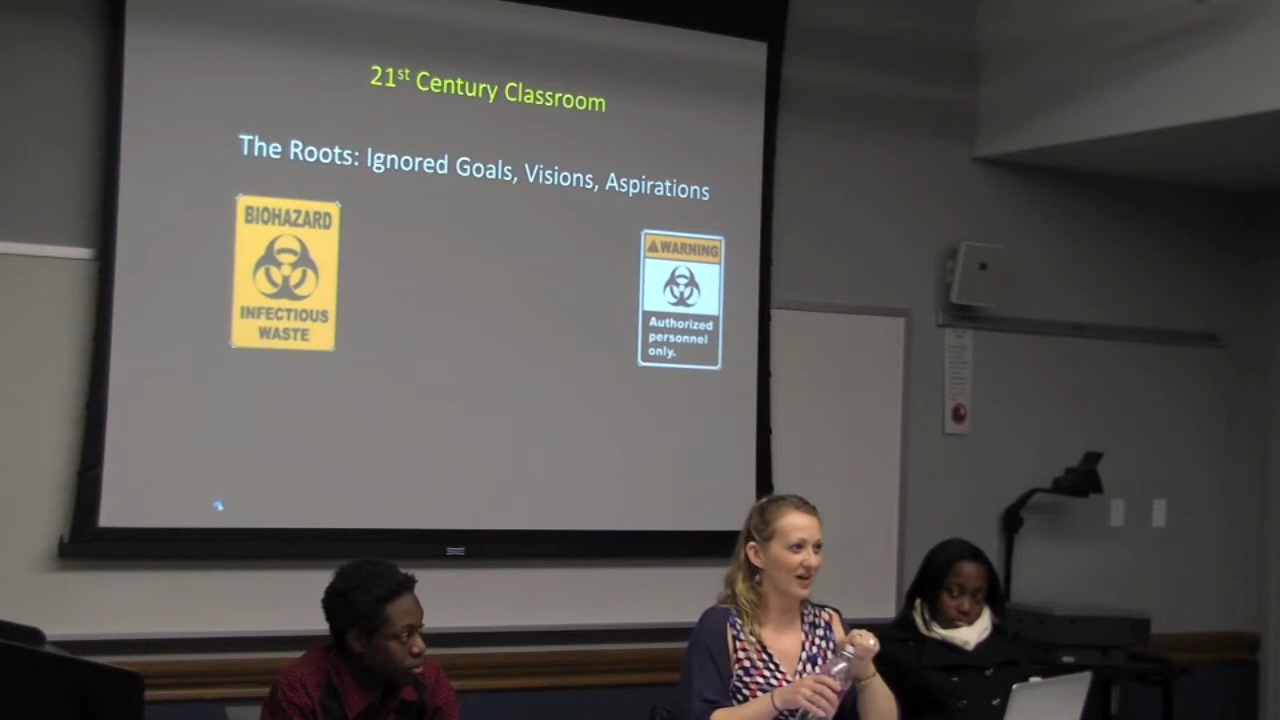 21st Century Classroom
The Roots: Ignored Goals, Visions, Aspirations
BIOHAZARD
INFECTIOUS
WASTE
WARNING
Authorized
personnel
only.